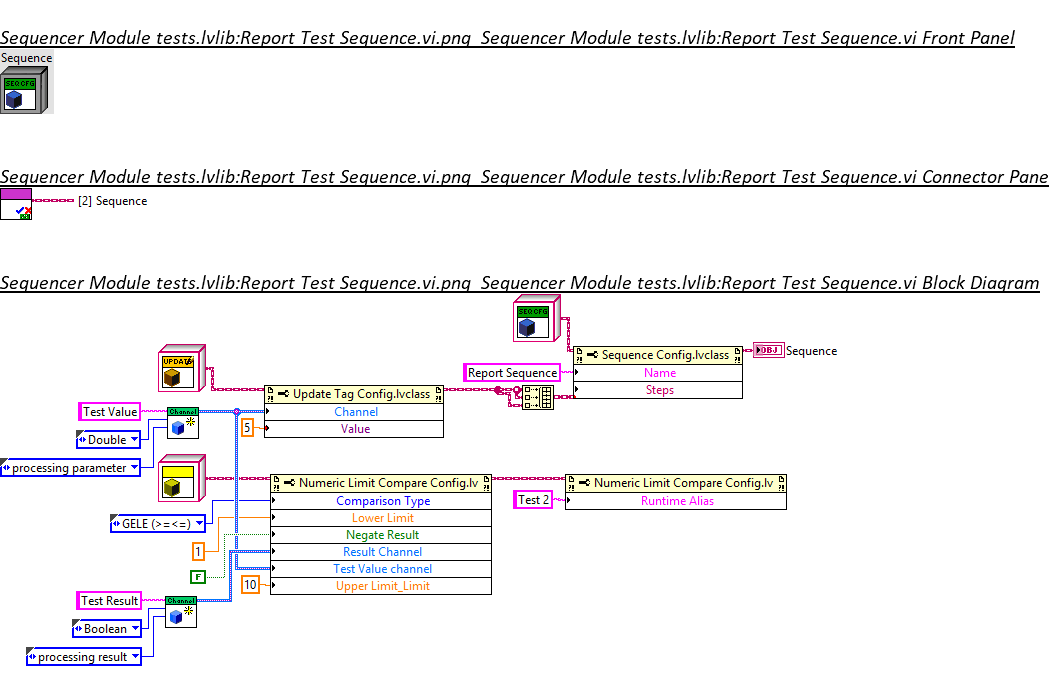 Sequencer Module tests.lvlib:Report Test Sequence.vi.png Sequencer Module tests.lvlib:Report Test Sequence.vi Front Panel
Sequence
SEQ CFG
Sequencer Module tests.lvlib:Report Test Sequence.vi.png Sequencer Module tests.lvlib:Report Test Sequence.vi Connector Pane
[2] Sequence
Sequencer Module tests.lvlib:Report Test Sequence.vi.png Sequencer Module tests.lvlib:Report Test Sequence.vi Block Diagram
SEQ CFG
Sequence Config.lvclass
OBJ
Sequence
Report Sequence
Name
Steps
UPDATE
Update Tag Config.lvclass
Test Value
Channel
Channel
5
Value
Double
processing parameter
Numeric Limit Compare Config.lv
Numeric Limit Compare Config.lv
Comparison Type
Test 2
Runtime Alias
GELE (>=<=)
Lower Limit
Negate Result
1
Result Channel
F
Test Value channel
10
Upper Limit_Limit
Test Result
Channel
Boolean
processing result